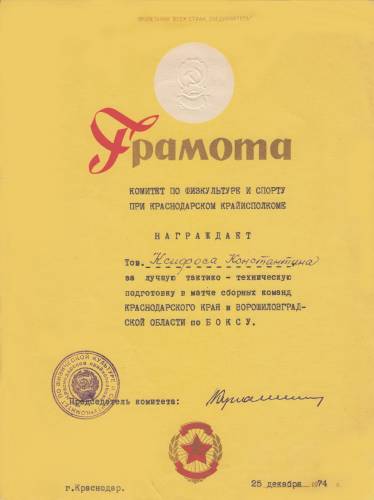 ПРОЛЕТАРИИ ВСЕХ СТРАН, СОЕДИНЯЙТЕСЬ!
Грамота
КОМИТЕТ ПО ФИЗКУЛЬТУРЕ И СПОРТУ
ПРИ КРАСНОДАРСКОМ КРАЙИСПОЛКОМЕ
НАГРАЖДАЕТ
Тов. Ксифоса Константина
за лучшую тактико-техническую
подготовку в матче сборных команд
КРАСНОДАРСКОГО КРАЯ и ВОРОШИЛОВГРАД-
СКОЙ ОБЛАСТИ по БОКСУ.
Председатель комитета:
г.Краснодар.
25 декабря 1974 г.